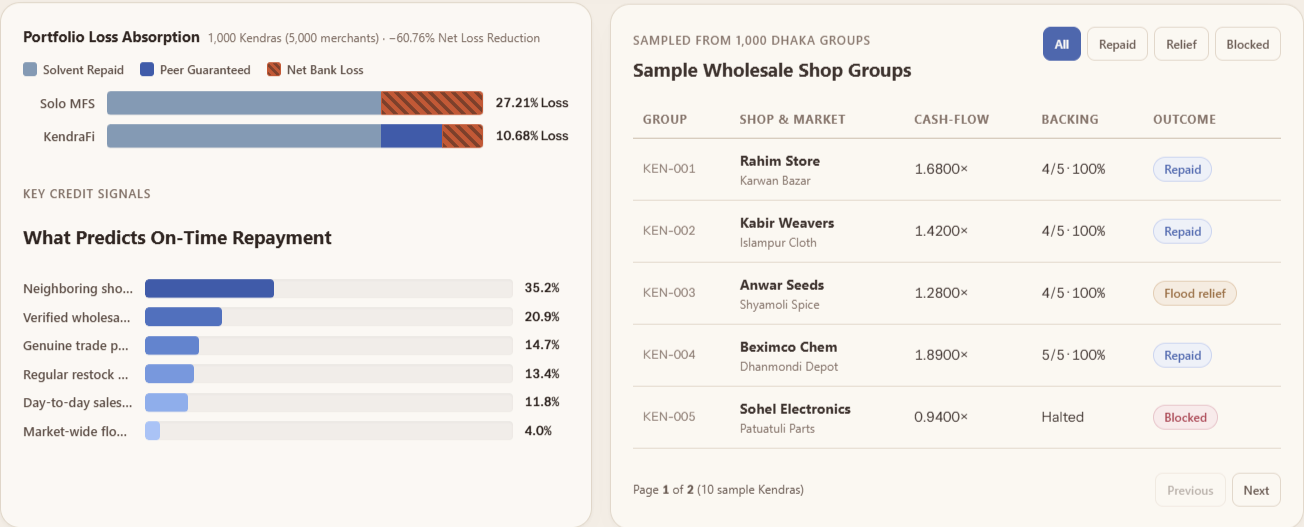 Portfolio Loss Absorption 1,000 Kendras (5,000 merchants) · −60.76% Net Loss Reduction
Solvent Repaid Peer Guaranteed Net Bank Loss
Solo MFS 27.21% Loss
KendraFi 10.68% Loss
KEY CREDIT SIGNALS
What Predicts On-Time Repayment
Neighboring sho... 35.2%
Verified wholesa... 20.9%
Genuine trade p... 14.7%
Regular restock ... 13.4%
Day-to-day sales... 11.8%
Market-wide flo... 4.0%
SAMPLED FROM 1,000 DHAKA GROUPS
Sample Wholesale Shop Groups
All Repaid Relief Blocked
GROUP SHOP & MARKET CASH-FLOW BACKING OUTCOME
KEN-001 Rahim Store 1.6800× 4/5 · 100% Repaid
Karwan Bazar
KEN-002 Kabir Weavers 1.4200× 4/5 · 100% Repaid
Islampur Cloth
KEN-003 Anwar Seeds 1.2800× 4/5 · 100% Flood relief
Shyamoli Spice
KEN-004 Beximco Chem 1.8900× 5/5 · 100% Repaid
Dhanmondi Depot
KEN-005 Sohel Electronics 0.9400× Halted Blocked
Patuatuli Parts
Page 1 of 2 (10 sample Kendras) Previous Next